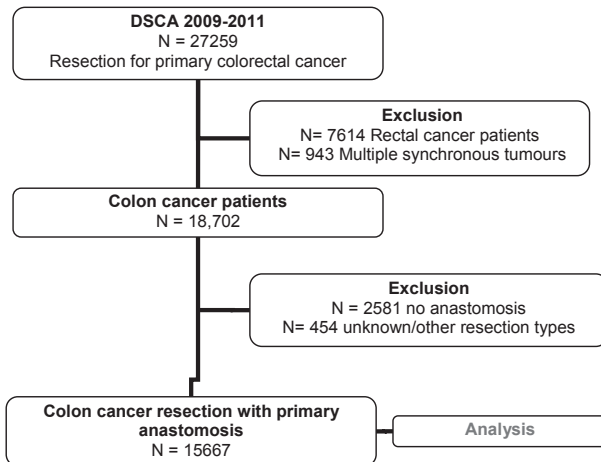 DSCA 2009-2011
N = 27259
Resection for primary colorectal cancer
Exclusion
N= 7614 Rectal cancer patients
N= 943 Multiple synchronous tumours
Colon cancer patients
N = 18,702
Exclusion
N = 2581 no anastomosis
N= 454 unknown/other resection types
Colon cancer resection with primary
anastomosis
N = 15667
Analysis